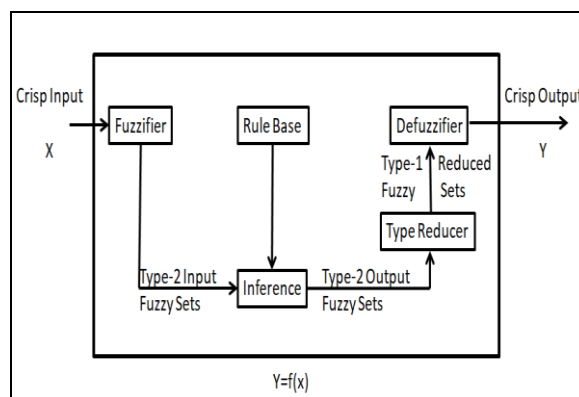 Crisp Input
X
Fuzzifier
Rule Base
Defuzzifier
Crisp Output
Y
Type-1 Reduced
Fuzzy Sets
Type Reducer
Type-2 Input
Fuzzy Sets
Inference
Type-2 Output
Fuzzy Sets
Y=f(x)